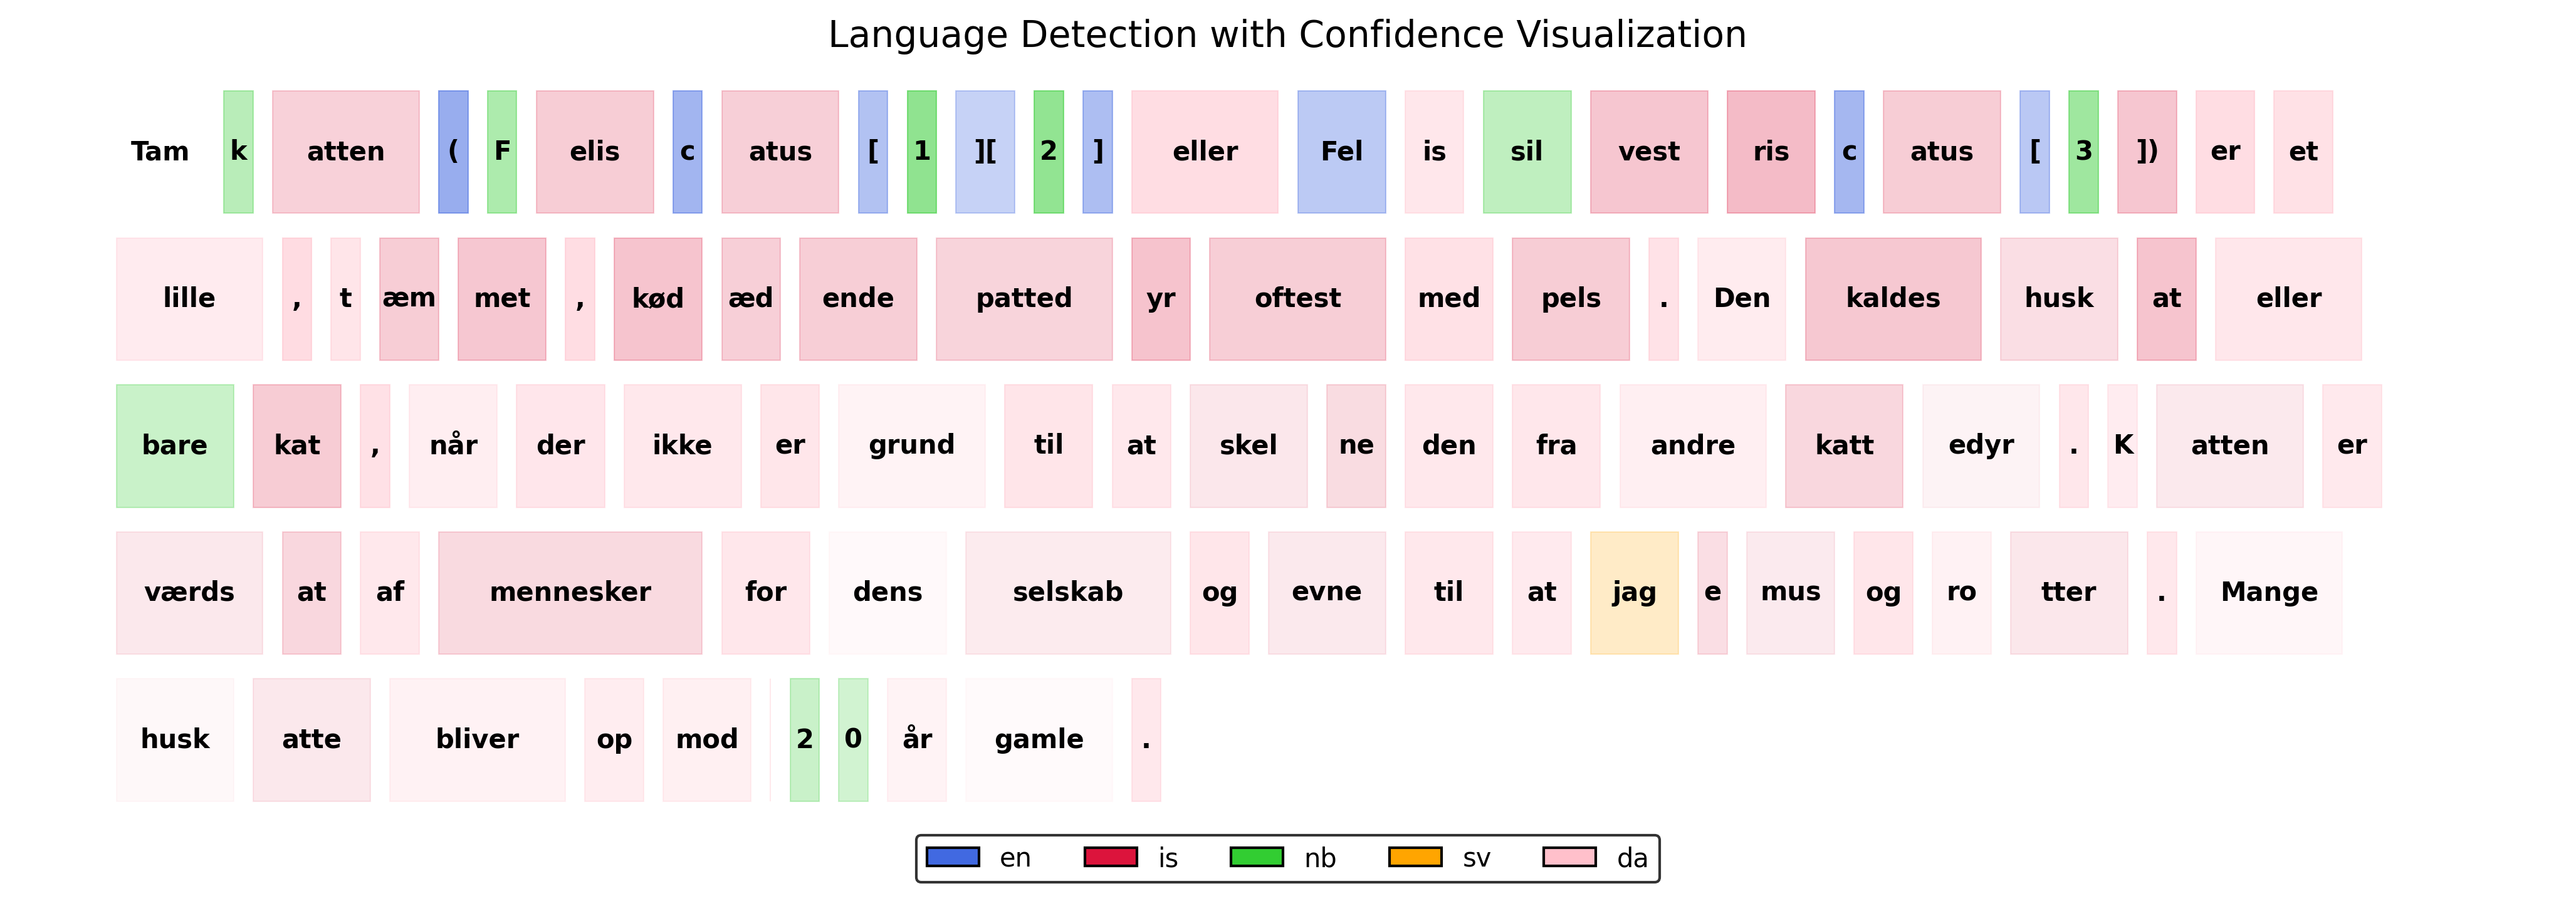 Language Detection with Confidence Visualization
Tam k atten ( F elis c atus [ 1 ][ 2 ] eller Fel is sil vest ris c atus [ 3 ]) er et
lille , t æm met , kød æd ende patted yr oftest med pels . Den kaldes husk at eller
bare kat , når der ikke er grund til at skel ne den fra andre katt edyr . K atten er
værds at af mennesker for dens selskab og evne til at jag e mus og ro tter . Mange
husk atte bliver op mod 2 0 år gamle .
en is nb sv da